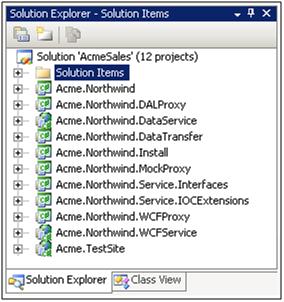 Solution Explorer - Solution Items
Solution 'AcmeSales' (12 projects)
Solution Items
Acme.Northwind
Acme.Northwind.DALProxy
Acme.Northwind.DataService
Acme.Northwind.DataTransfer
Acme.Northwind.Install
Acme.Northwind.MockProxy
Acme.Northwind.Service.Interfaces
Acme.Northwind.Service.IOCExtensions
Acme.Northwind.WCFProxy
Acme.Northwind.WCFService
Acme.TestSite
Solution Explorer Class View